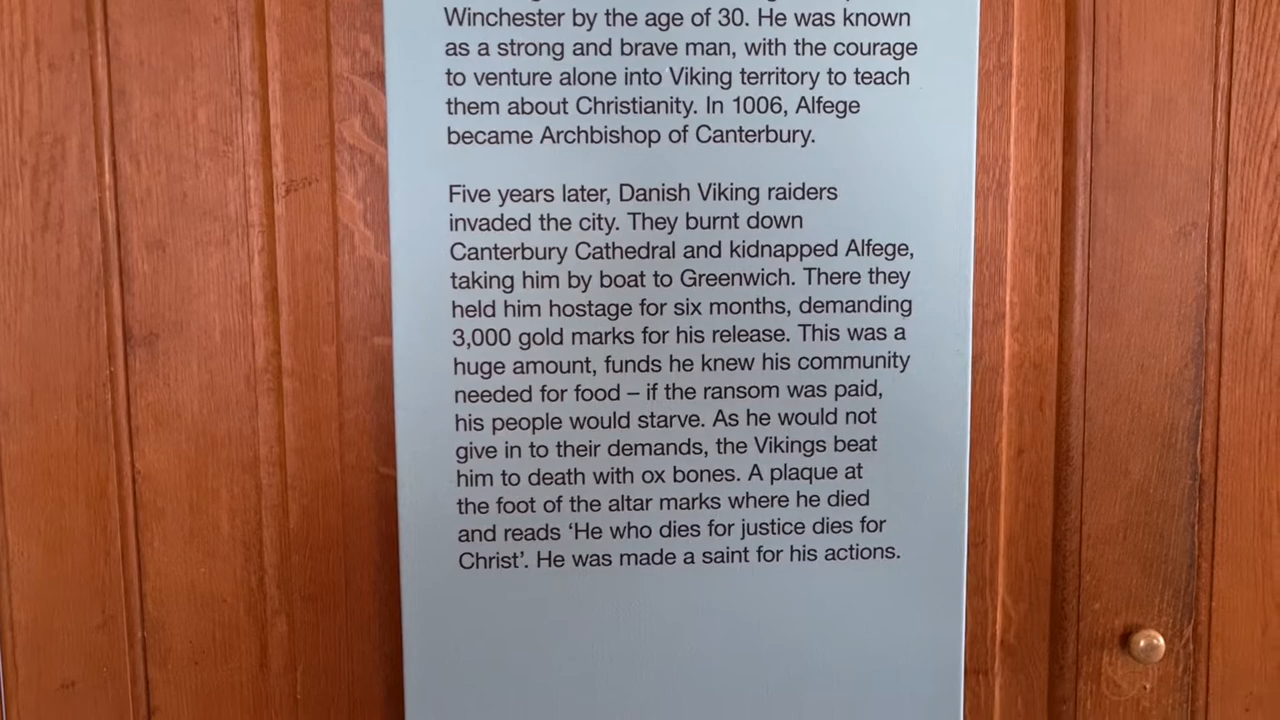 Winchester by the age of 30. He was known
as a strong and brave man, with the courage
to venture alone into Viking territory to teach
them about Christianity. In 1006, Alfege
became Archbishop of Canterbury.
Five years later, Danish Viking raiders
invaded the city. They burnt down
Canterbury Cathedral and kidnapped Alfege,
taking him by boat to Greenwich. There they
held him hostage for six months, demanding
3,000 gold marks for his release. This was a
huge amount, funds he knew his community
needed for food – if the ransom was paid,
his people would starve. As he would not
give in to their demands, the Vikings beat
him to death with ox bones. A plaque at
the foot of the altar marks where he died
and reads ‘He who dies for justice dies for
Christ’. He was made a saint for his actions.